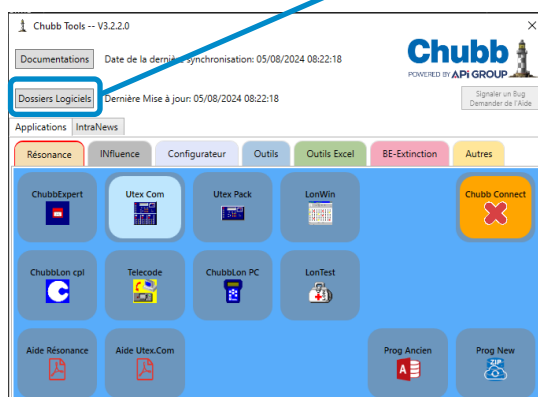 Chubb Tools -- V3.2.2.0
Documentations Date de la dernière synchronisation: 05/08/2024 08:22:18
Chubb
POWERED BY APi GROUP
Dossiers Logiciels Dernière Mise à jour: 05/08/2024 08:22:18
Signaler un Bug
Demander de l'Aide
Applications IntraNews
Résonance INfluence Configurateur Outils Outils Excel BE-Extinction Autres
ChubbExpert Utex Com Utex Pack LonWin Chubb Connect
ChubbLon cpl Telecode ChubbLon PC LonTest
Aide Résonance Aide Utex.Com Prog Ancien Prog New
A
ZIP